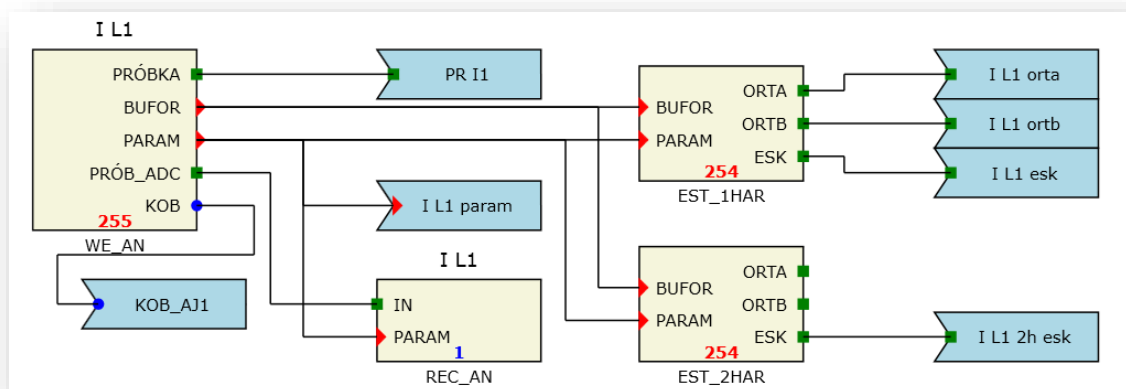 I L1
PRÓBKA
BUFOR
PARAM
PRÓB_ADC
KOB
255
WE_AN
PR I1
I L1 param
KOB_AJ1
I L1
IN
PARAM
1
REC_AN
BUFOR
PARAM
ORTA
ORTB
ESK
254
EST_1HAR
I L1 orta
I L1 ortb
I L1 esk
BUFOR
PARAM
ORTA
ORTB
ESK
254
EST_2HAR
I L1 2h esk